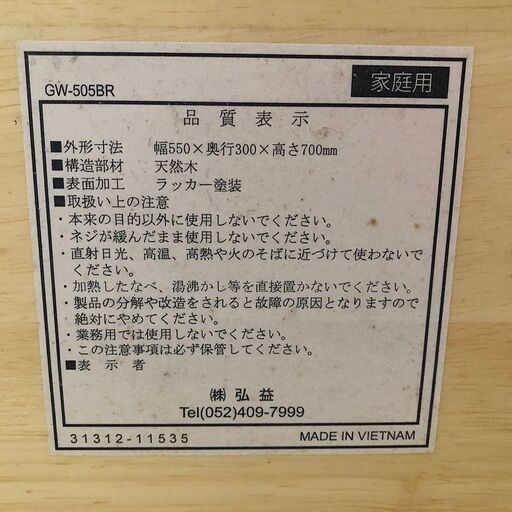 GW-505BR 家庭用
品質表示
■外形寸法 幅550×奥行300×高さ700mm
■構造部材 天然木
■表面加工 ラッカー塗装
■取扱い上の注意
・本来の目的以外に使用しないでください。
・ネジが緩んだまま使用しないでください。
・直射日光、高温、高熱や火のそばに近づけて使わないで
ください。
・加熱したなべ、湯沸かし等を直接置かないでください。
・製品の分解や改造をされると故障の原因となりますので
絶対にやめてください。
・業務用では使用しないでください。
・この注意事項は必ず保管してください。
■表示者
㈱弘益
Tel(052)409-7999
31312-11535 MADE IN VIETNAM